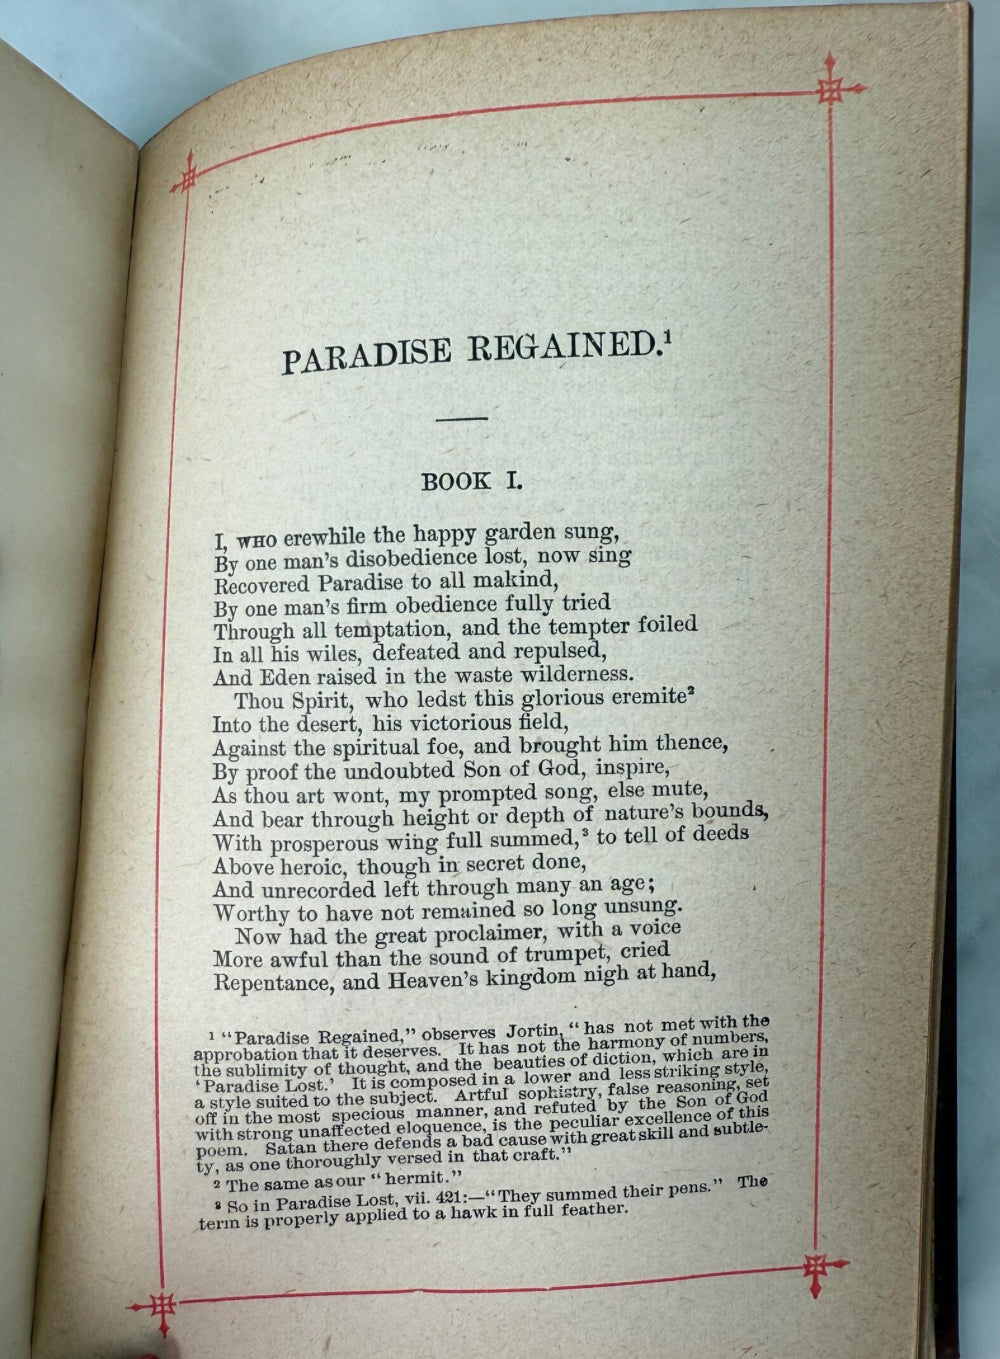 PARADISE REGAINED.¹
BOOK I.
I, WHO erewhile the happy garden sung,
By one man's disobedience lost, now sing
Recovered Paradise to all makind,
By one man's firm obedience fully tried
Through all temptation, and the tempter foiled
In all his wiles, defeated and repulsed,
And Eden raised in the waste wilderness.
Thou Spirit, who ledst this glorious eremite²
Into the desert, his victorious field,
Against the spiritual foe, and brought him thence,
By proof the undoubted Son of God, inspire,
As thou art wont, my prompted song, else mute,
And bear through height or depth of nature's bounds,
With prosperous wing full summed,³ to tell of deeds
Above heroic, though in secret done,
And unrecorded left through many an age;
Worthy to have not remained so long unsung.
Now had the great proclaimer, with a voice
More awful than the sound of trumpet, cried
Repentance, and Heaven's kingdom nigh at hand,
¹ "Paradise Regained," observes Jortin, "has not met with the
approbation that it deserves. It has not the harmony of numbers,
the sublimity of thought, and the beauties of diction, which are in
'Paradise Lost.' It is composed in a lower and less striking style,
a style suited to the subject. Artful sophistry, false reasoning, set
off in the most specious manner, and refuted by the Son of God
with strong unaffected eloquence, is the peculiar excellence of this
poem. Satan there defends a bad cause with great skill and subtle-
ty, as one thoroughly versed in that craft."
² The same as our "hermit."
³ So in Paradise Lost, vii. 421:—"They summed their pens." The
term is properly applied to a hawk in full feather.